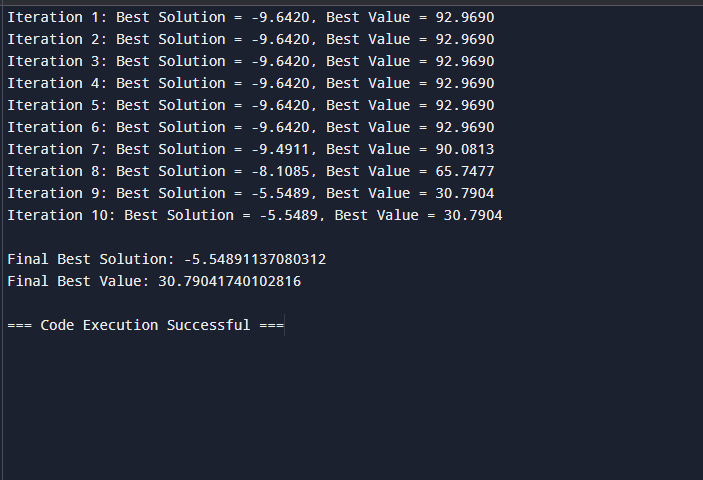 Iteration 1: Best Solution = -9.6420, Best Value = 92.9690
Iteration 2: Best Solution = -9.6420, Best Value = 92.9690
Iteration 3: Best Solution = -9.6420, Best Value = 92.9690
Iteration 4: Best Solution = -9.6420, Best Value = 92.9690
Iteration 5: Best Solution = -9.6420, Best Value = 92.9690
Iteration 6: Best Solution = -9.6420, Best Value = 92.9690
Iteration 7: Best Solution = -9.4911, Best Value = 90.0813
Iteration 8: Best Solution = -8.1085, Best Value = 65.7477
Iteration 9: Best Solution = -5.5489, Best Value = 30.7904
Iteration 10: Best Solution = -5.5489, Best Value = 30.7904
Final Best Solution: -5.54891137080312
Final Best Value: 30.79041740102816
=== Code Execution Successful ===